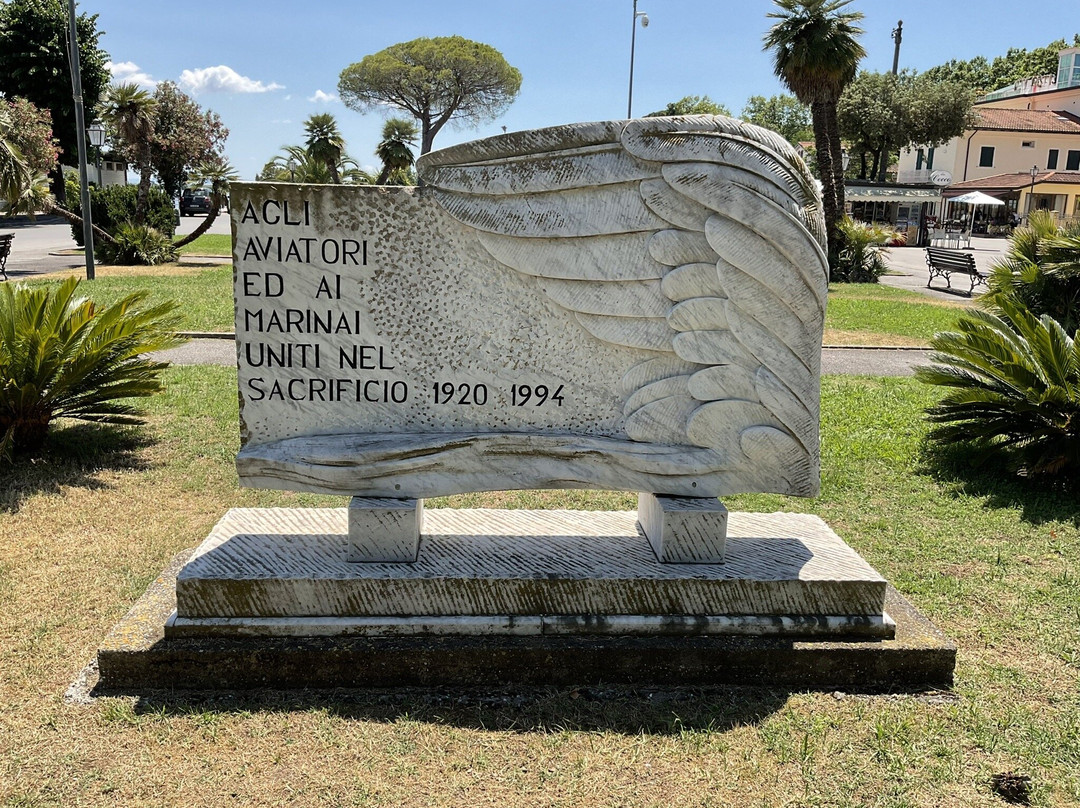 AGLI
AVIATORI
ED AI
MARINAI
UNITI NEL
SACRIFICIO 1920 1994